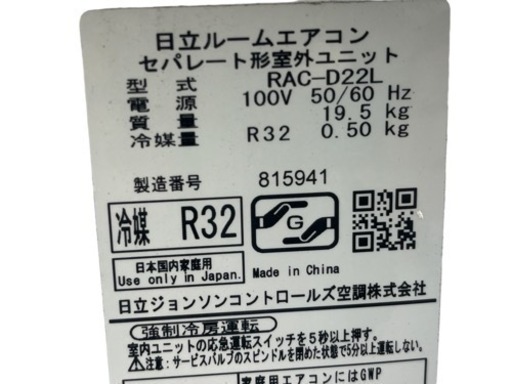 日立ルームエアコン
セパレート形室外ユニット
型式 RAC-D22L
電源 100V 50/60 Hz
質量 19.5 kg
冷媒量 R32 0.50 kg
製造番号 815941
冷媒 R32
G
日本国内家庭用
Use only in Japan.
Made in China
日立ジョンソンコントロールズ空調株式会社
強制冷房運転
室内ユニットの応急運転スイッチを5秒以上押す。
注意:サービスバルブのスピンドルを閉めた状態で5分以上運転しない。
家庭用エアコンにはGWP